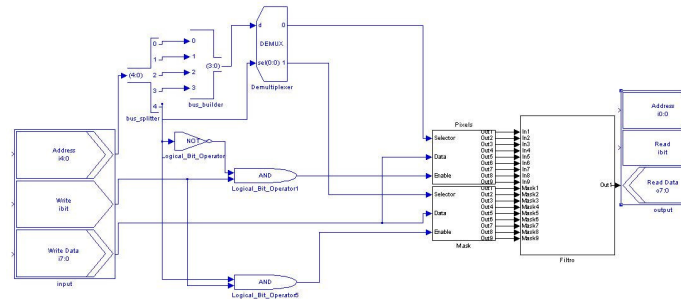 0
1
2
3
4
(4:0)
bus_splitter
0
1
2
3
(3:0)
bus_builder
d
0
DEMUX
sel(0:0)
1
Demultiplexer
Address
i4:0
Write
ibit
Write Data
i7:0
input
NOT
Logical_Bit_Operator
AND
Logical_Bit_Operator1
AND
Logical_Bit_Operator5
Pixels
Selector
Data
Enable
Out1
Out2
Out3
Out4
Out5
Out6
Out7
Out8
Out9
Selector
Data
Enable
Out1
Out2
Out3
Out4
Out5
Out6
Out7
Out8
Out9
Mask
In1
In2
In3
In4
In5
In6
In7
In8
In9
Mask1
Mask2
Mask3
Mask4
Mask5
Mask6
Mask7
Mask8
Mask9
Out1
Filtro
Address
i0:0
Read
ibit
Read Data
o7:0
output